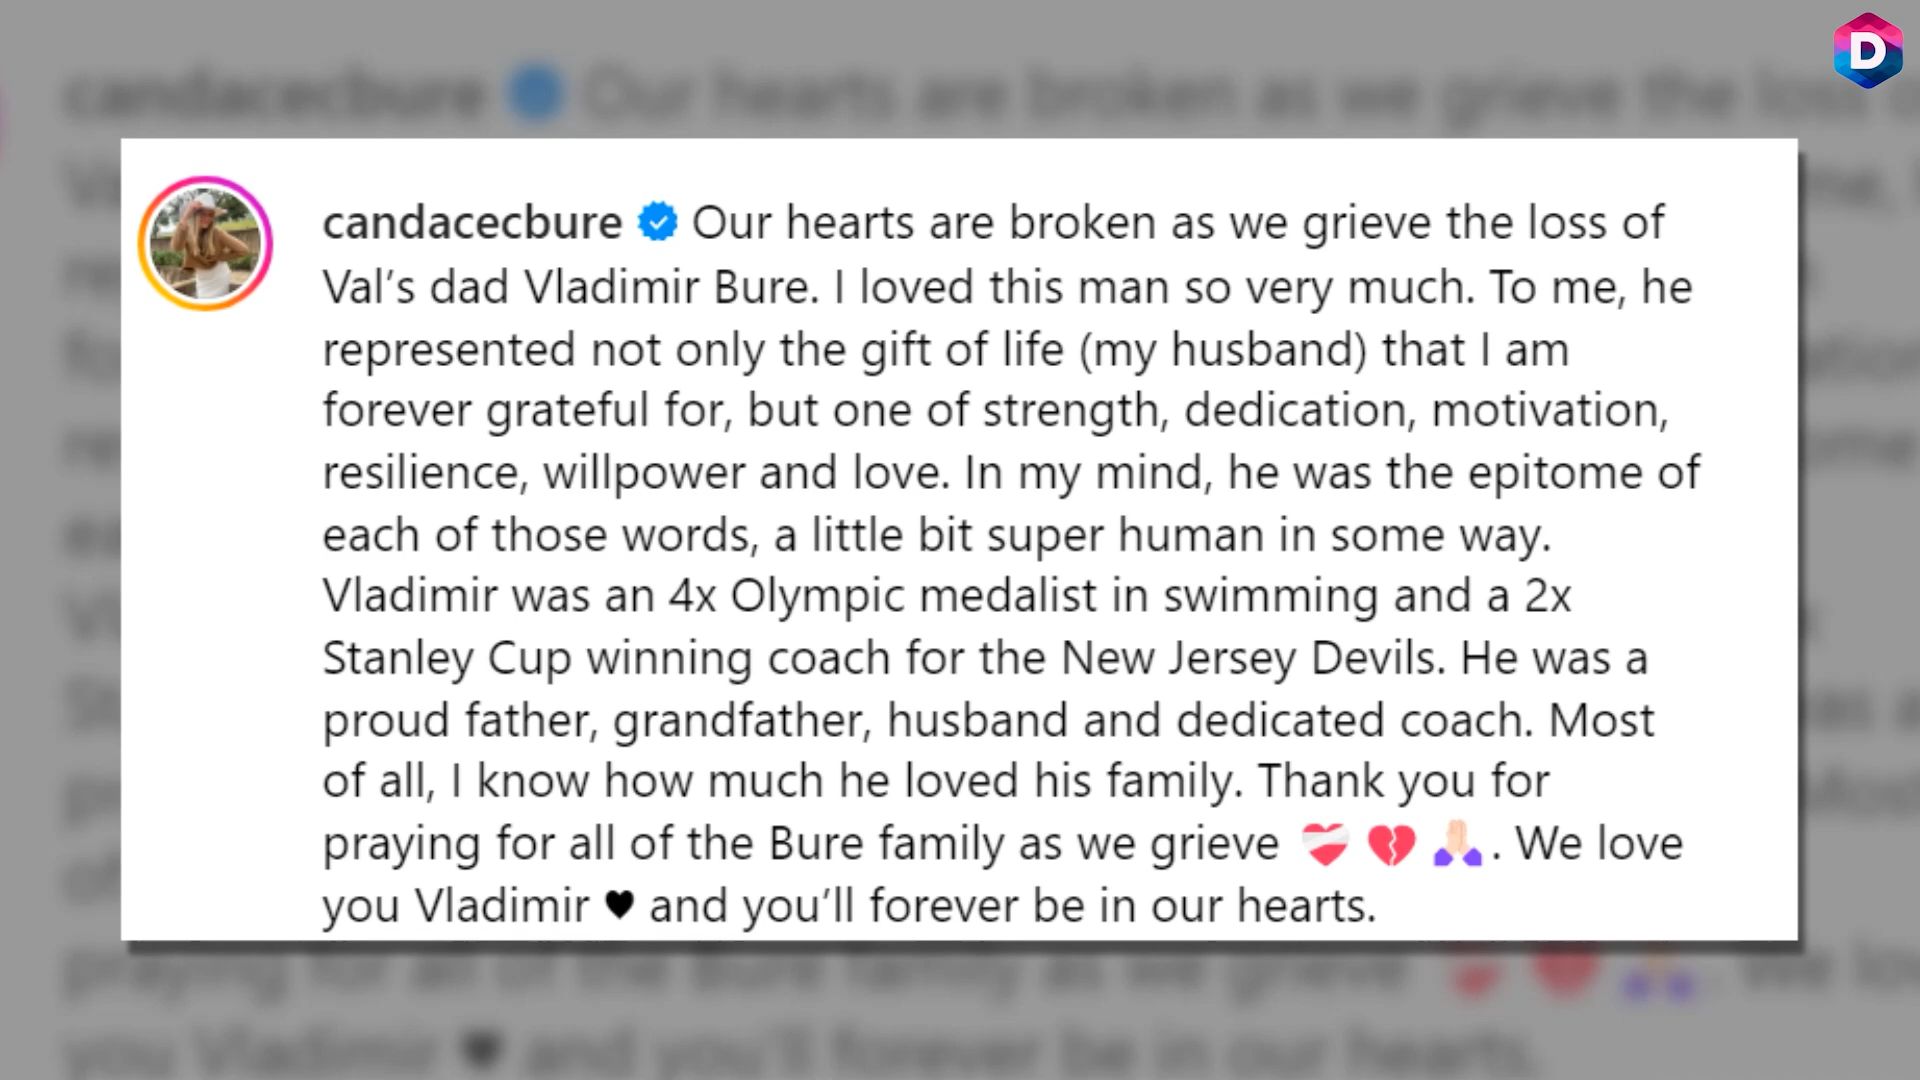 D
candacecbure Our hearts are broken as we grieve the loss of
Val’s dad Vladimir Bure. I loved this man so very much. To me, he
represented not only the gift of life (my husband) that I am
forever grateful for, but one of strength, dedication, motivation,
resilience, willpower and love. In my mind, he was the epitome of
each of those words, a little bit super human in some way.
Vladimir was an 4x Olympic medalist in swimming and a 2x
Stanley Cup winning coach for the New Jersey Devils. He was a
proud father, grandfather, husband and dedicated coach. Most
of all, I know how much he loved his family. Thank you for
praying for all of the Bure family as we grieve ❤️‍🩹 💔 🙏🏻. We love
you Vladimir ♥ and you’ll forever be in our hearts.